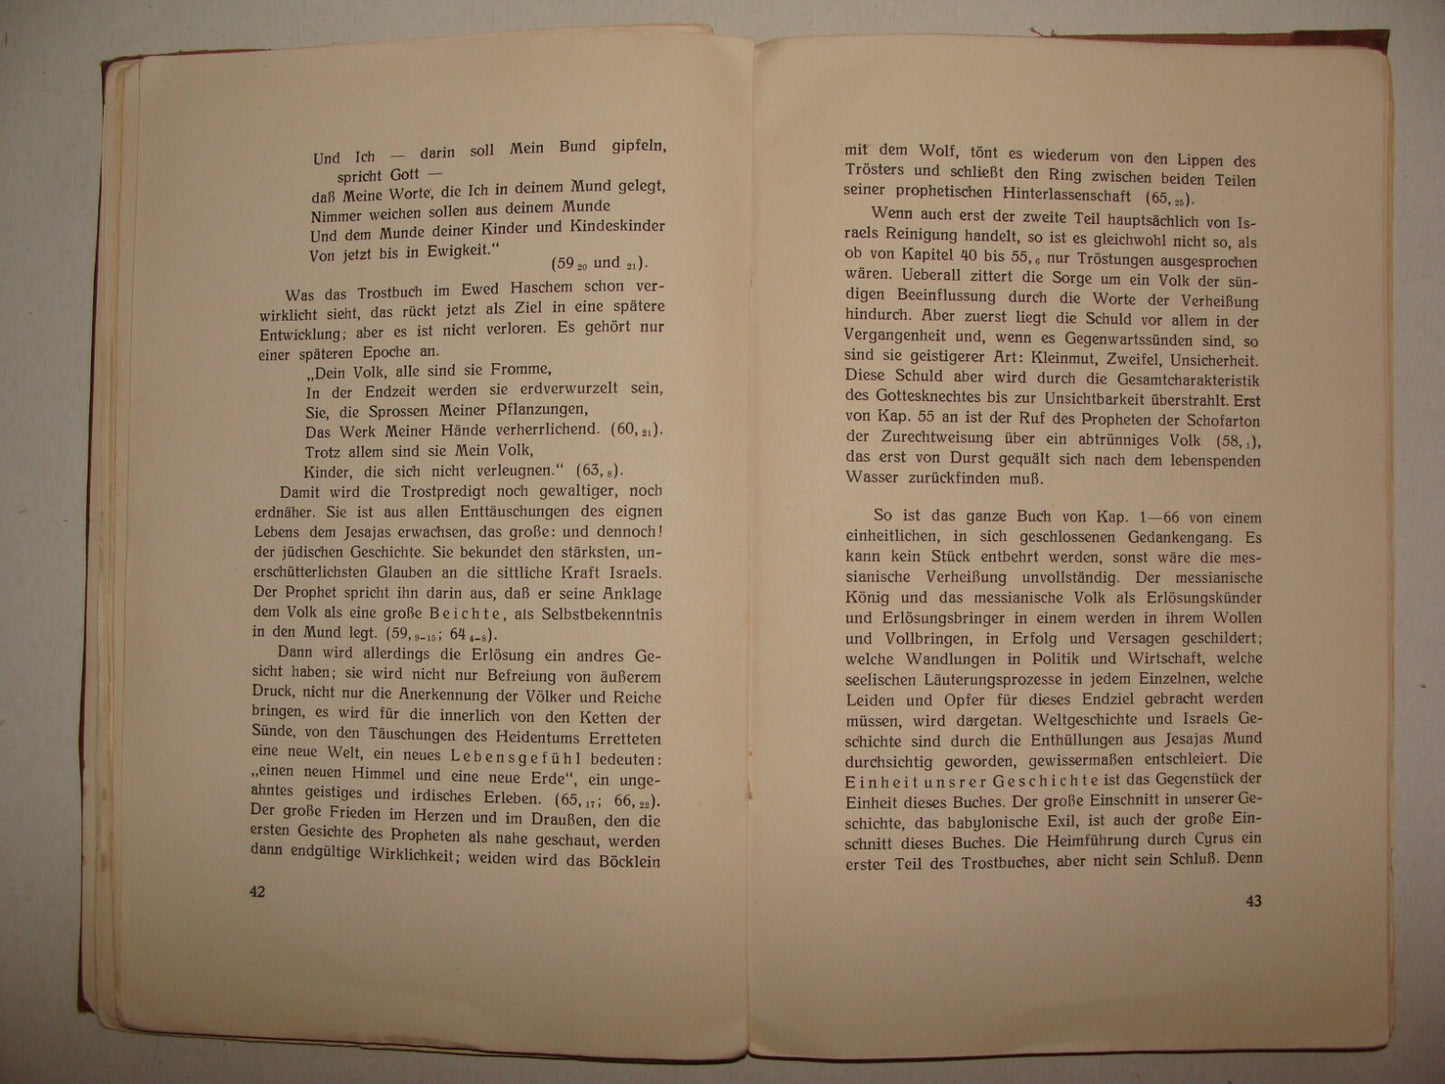 Und Ich — darin soll Mein Bund gipfeln,
spricht Gott —
daß Meine Worte, die Ich in deinem Mund gelegt,
Nimmer weichen sollen aus deinem Munde
Und dem Munde deiner Kinder und Kindeskinder
Von jetzt bis in Ewigkeit.“
(59 20 und 21).
Was das Trostbuch im Ewed Haschem schon ver-
wirklicht sieht, das rückt jetzt als Ziel in eine spätere
Entwicklung; aber es ist nicht verloren. Es gehört nur
einer späteren Epoche an.
„Dein Volk, alle sind sie Fromme,
In der Endzeit werden sie erdverwurzelt sein,
Sie, die Sprossen Meiner Pflanzungen,
Das Werk Meiner Hände verherrlichend. (60, 21).
Trotz allem sind sie Mein Volk,
Kinder, die sich nicht verleugnen.“ (63, 8).
Damit wird die Trostpredigt noch gewaltiger, noch
erdnäher. Sie ist aus allen Enttäuschungen des eignen
Lebens dem Jesajas erwachsen, das große: und dennoch!
der jüdischen Geschichte. Sie bekundet den stärksten, un-
erschütterlichsten Glauben an die sittliche Kraft Israels.
Der Prophet spricht ihn darin aus, daß er seine Anklage
dem Volk als eine große Beichte, als Selbstbekenntnis
in den Mund legt. (59, 9–15; 64 4–8).
Dann wird allerdings die Erlösung ein andres Ge-
sicht haben; sie wird nicht nur Befreiung von äußerem
Druck, nicht nur die Anerkennung der Völker und Reiche
bringen, es wird für die innerlich von den Ketten der
Sünde, von den Täuschungen des Heidentums Erretteten
eine neue Welt, ein neues Lebensgefühl bedeuten:
„einen neuen Himmel und eine neue Erde“, ein unge-
ahntes geistiges und irdisches Erleben. (65, 17; 66, 22).
Der große Frieden im Herzen und im Draußen, den die
ersten Gesichte des Propheten als nahe geschaut, werden
dann endgültige Wirklichkeit; weiden wird das Böcklein
42
mit dem Wolf, tönt es wiederum von den Lippen des
Trösters und schließt den Ring zwischen beiden Teilen
seiner prophetischen Hinterlassenschaft (65, 25).
Wenn auch erst der zweite Teil hauptsächlich von Is-
raels Reinigung handelt, so ist es gleichwohl nicht so, als
ob von Kapitel 40 bis 55, 6 nur Tröstungen ausgesprochen
wären. Ueberall zittert die Sorge um ein Volk der sün-
digen Beeinflussung durch die Worte der Verheißung
hindurch. Aber zuerst liegt die Schuld vor allem in der
Vergangenheit und, wenn es Gegenwartssünden sind, so
sind sie geistigerer Art: Kleinmut, Zweifel, Unsicherheit.
Diese Schuld aber wird durch die Gesamtcharakteristik
des Gottesknechtes bis zur Unsichtbarkeit überstrahlt. Erst
von Kap. 55 an ist der Ruf des Propheten der Schofarton
der Zurechtweisung über ein abtrünniges Volk (58, 1),
das erst von Durst gequält sich nach dem lebenspenden
Wasser zurückfinden muß.
So ist das ganze Buch von Kap. 1—66 von einem
einheitlichen, in sich geschlossenen Gedankengang. Es
kann kein Stück entbehrt werden, sonst wäre die mes-
sianische Verheißung unvollständig. Der messianische
König und das messianische Volk als Erlösungskünder
und Erlösungsbringer in einem werden in ihrem Wollen
und Vollbringen, in Erfolg und Versagen geschildert;
welche Wandlungen in Politik und Wirtschaft, welche
seelischen Läuterungsprozesse in jedem Einzelnen, welche
Leiden und Opfer für dieses Endziel gebracht werden
müssen, wird dargetan. Weltgeschichte und Israels Ge-
schichte sind durch die Enthüllungen aus Jesajas Mund
durchsichtig geworden, gewissermaßen entschleiert. Die
Einheit unsrer Geschichte ist das Gegenstück der
Einheit dieses Buches. Der große Einschnitt in unserer Ge-
schichte, das babylonische Exil, ist auch der große Ein-
schnitt dieses Buches. Die Heimführung durch Cyrus ein
erster Teil des Trostbuches, aber nicht sein Schluß. Denn
43